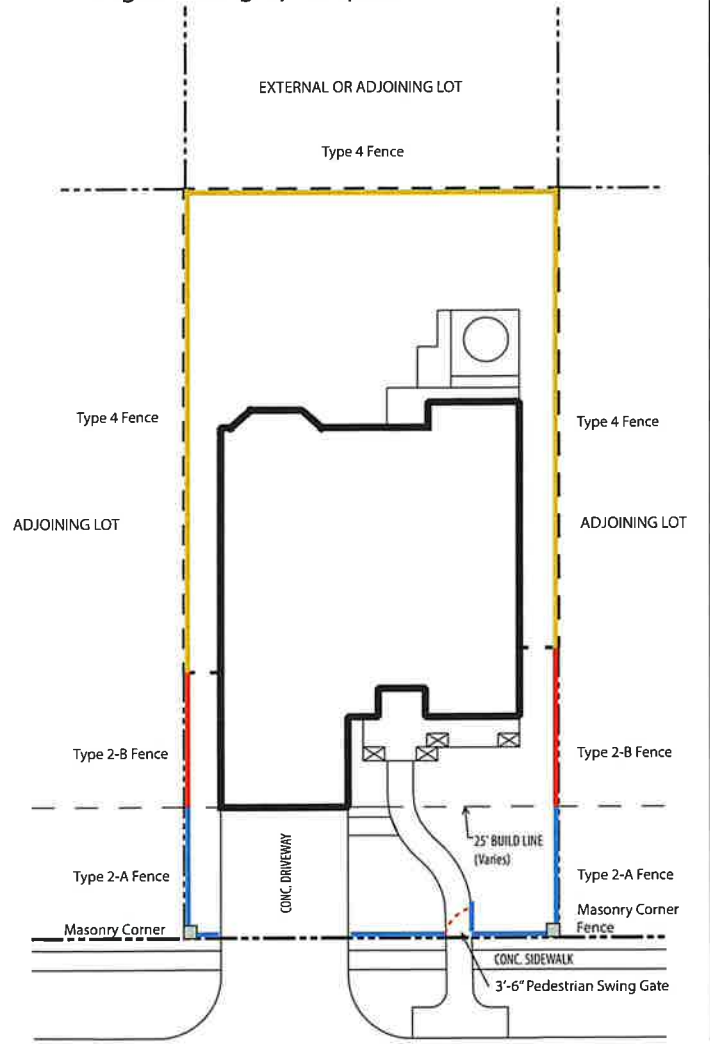 EXTERNAL OR ADJOINING LOT
Type 4 Fence
Type 4 Fence
Type 4 Fence
ADJOINING LOT
ADJOINING LOT
Type 2-B Fence
Type 2-B Fence
25' BUILD LINE
(Varies)
CONC. DRIVEWAY
Type 2-A Fence
Type 2-A Fence
Masonry Corner
Masonry Corner
Fence
CONC. SIDEWALK
3'-6" Pedestrian Swing Gate